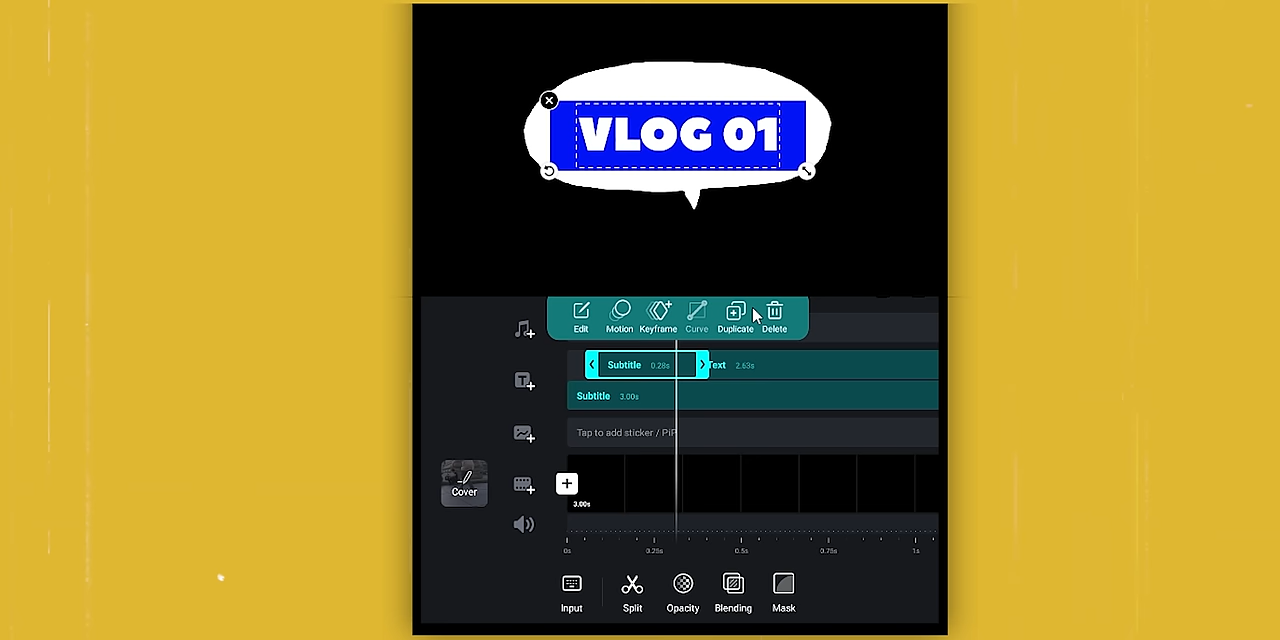 VLOG 01
Edit Motion Keyframe Curve Duplicate Delete
Subtitle 0.28s Text 2.63s
Subtitle 3.00s
Tap to add sticker / PiP
Cover
3.00s
0s 0.25s 0.5s 0.75s 1s
Input Split Opacity Blending Mask